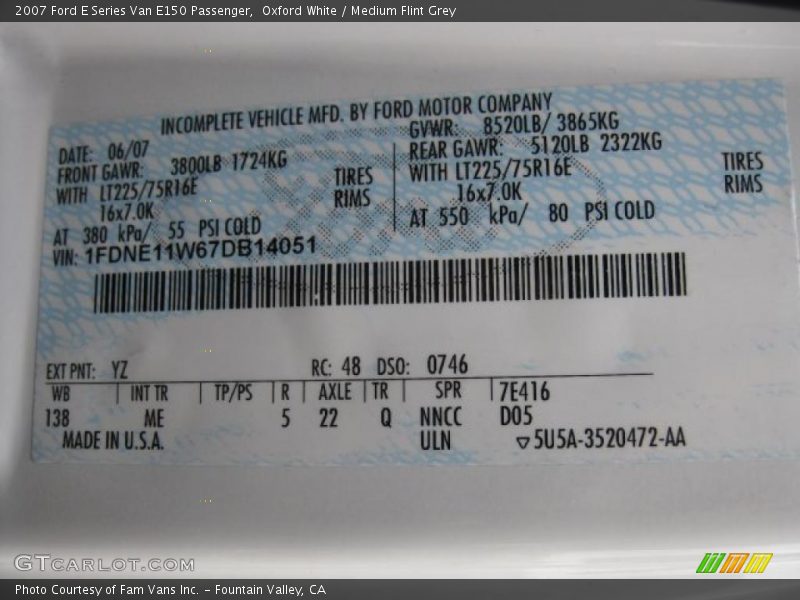 2007 Ford E Series Van E150 Passenger,  Oxford White / Medium Flint Grey
INCOMPLETE VEHICLE MFD. BY FORD MOTOR COMPANY
DATE: 06/07
GVWR: 8520LB/ 3865KG
FRONT GAWR: 3800LB 1724KG
REAR GAWR: 5120LB 2322KG
WITH LT225/75R16E TIRES
WITH LT225/75R16E TIRES
16x7.0K RIMS
16x7.0K RIMS
AT 380 kPa/ 55 PSI COLD
AT 550 kPa/ 80 PSI COLD
VIN: 1FDNE11W67DB14051
EXT PNT: YZ RC: 48 DSO: 0746
WB INT TR TP/PS R AXLE TR SPR 7E416
138 ME 5 22 Q NNCC D05
MADE IN U.S.A. ULN ▽5U5A-3520472-AA
GTCARLOT.COM
Photo Courtesy of Fam Vans Inc. – Fountain Valley, CA